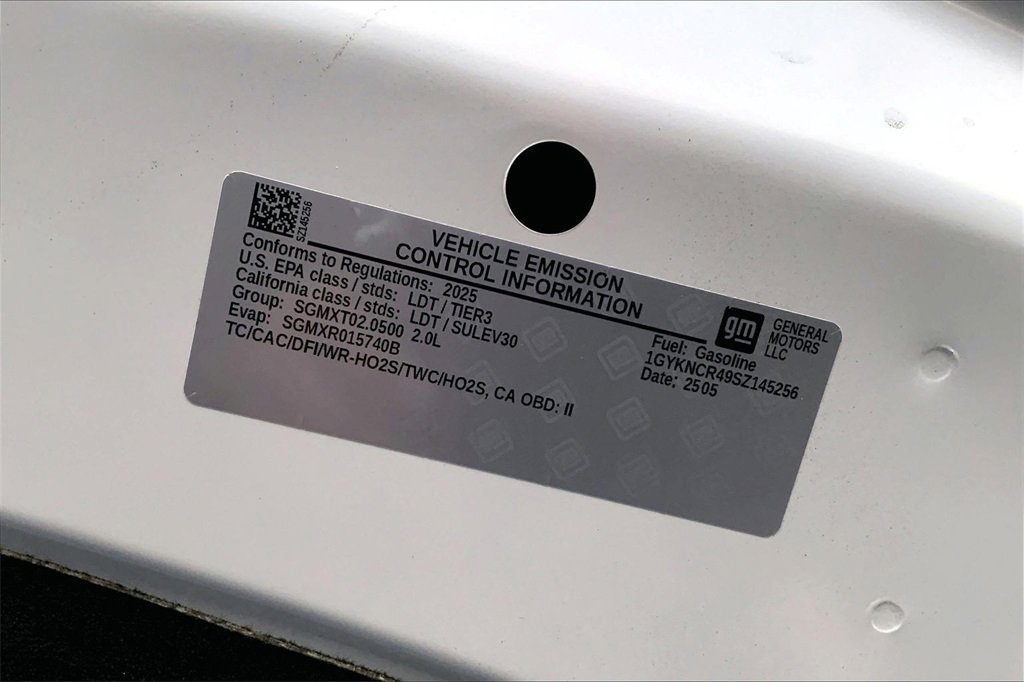 SZ145256
VEHICLE EMISSION
CONTROL INFORMATION
Conforms to Regulations: 2025
U.S. EPA class / stds: LDT / TIER3
California class / stds: LDT / SULEV30
Group: SGMXT02.0500 2.0L
Evap: SGMXR015740B
TC/CAC/DFI/WR-HO2S/TWC/HO2S, CA OBD: II
gm
GENERAL
MOTORS
LLC
Fuel: Gasoline
1GYKNCR49SZ145256
Date: 2505